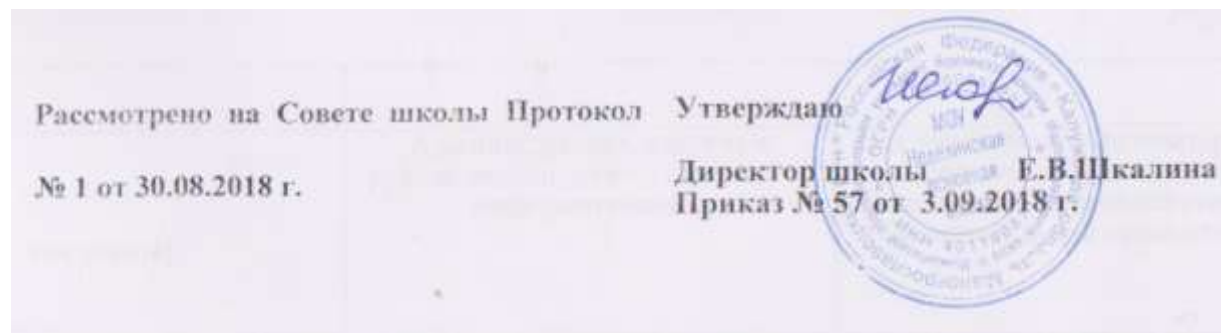 Рассмотрено на Совете школы Протокол
№ 1 от 30.08.2018 г.
Утверждаю
Директор школы Е.В.Шкалина
Приказ № 57 от 3.09.2018 г.